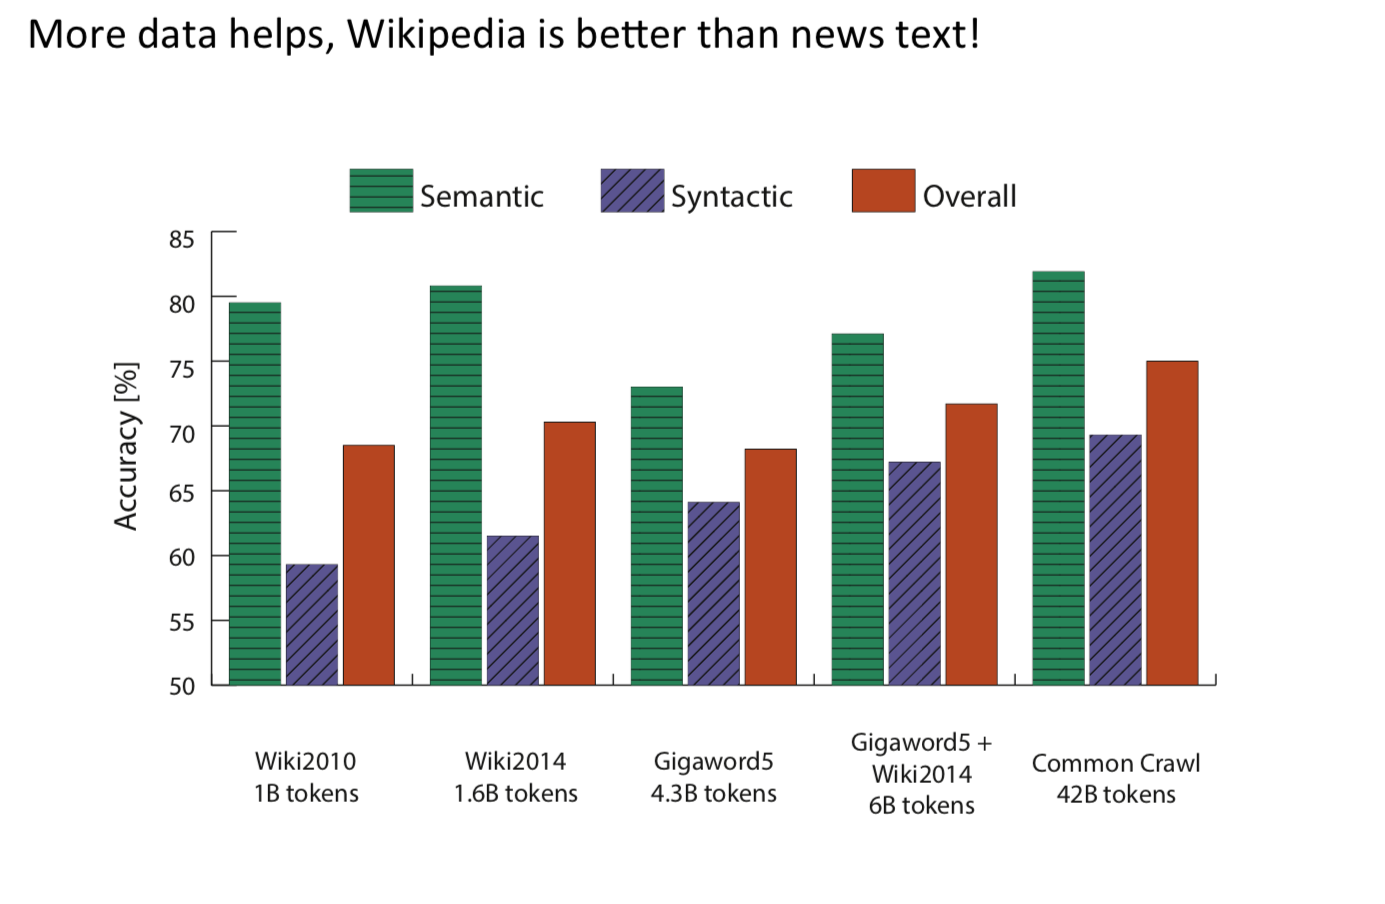 More data helps, Wikipedia is better than news text!
Semantic
Syntactic
Overall
85
80
75
70
65
60
55
50
Accuracy [%]
Wiki2010
1B tokens
Wiki2014
1.6B tokens
Gigaword5
4.3B tokens
Gigaword5 +
Wiki2014
6B tokens
Common Crawl
42B tokens